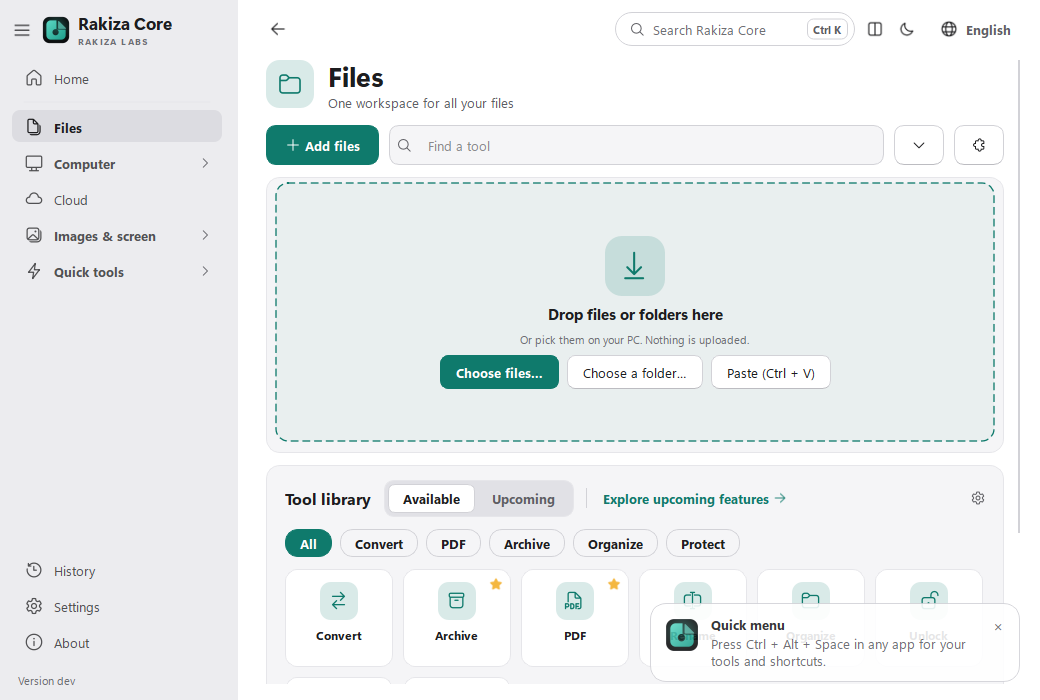 Rakiza Core
RAKIZA LABS
Home
Files
Computer
Cloud
Images & screen
Quick tools
History
Settings
About
Version dev
Search Rakiza Core
Ctrl K
English
Files
One workspace for all your files
Add files
Find a tool
Drop files or folders here
Or pick them on your PC. Nothing is uploaded.
Choose files...
Choose a folder...
Paste (Ctrl + V)
Tool library
Available
Upcoming
Explore upcoming features
All
Convert
PDF
Archive
Organize
Protect
Convert
Archive
PDF
PDF
Organize
Unlock
Quick menu
Press Ctrl + Alt + Space in any app for your
tools and shortcuts.